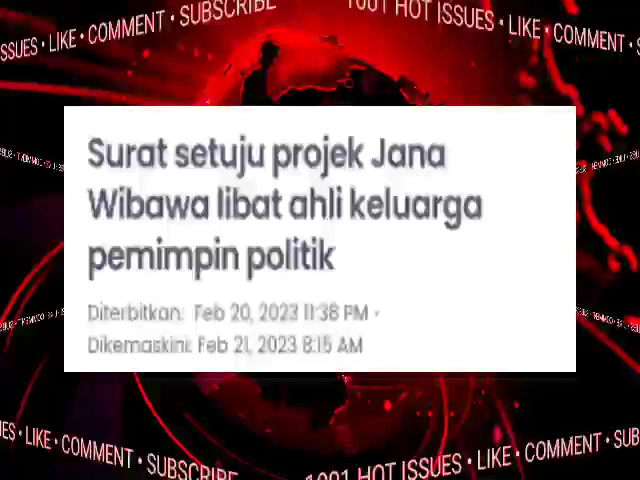 SSUES • LIKE • COMMENT • SUBSCRIBE
1001 HOT ISSUES • LIKE • COMMENT • S
Surat setuju projek Jana
Wibawa libat ahli keluarga
pemimpin politik
Diterbitkan: Feb 20, 2023 11:38 PM •
Dikemaskini: Feb 21, 2023 8:15 AM
UES • LIKE • COMMENT • SUBSCRIBE
1001 HOT ISSUES • LIKE • COMMENT • SUB